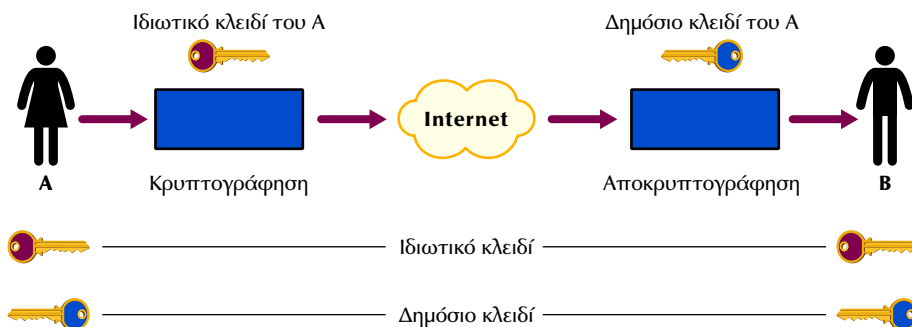 Ιδιωτικό κλειδί του Α
Δημόσιο κλειδί του Α
Internet
Α
Κρυπτογράφηση
Αποκρυπτογράφηση
Β
Ιδιωτικό κλειδί
Δημόσιο κλειδί